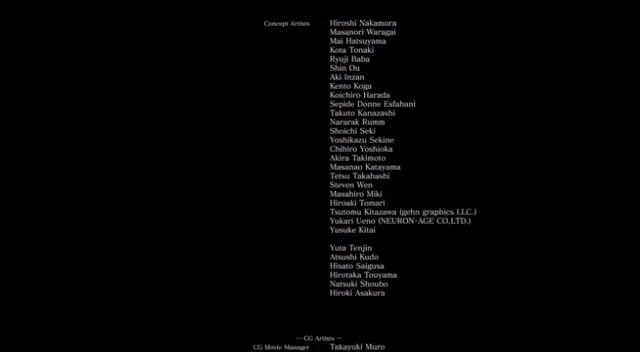 Concept Artists Hiroshi Nakamura
Masanori Waragai
Mai Hatsuyama
Kota Tonaki
Ryuji Baba
Shin Ou
Aki Inzan
Kento Koga
Koichiro Harada
Sepide Donne Esfahani
Takuto Kanazashi
Nararak Rumm
Shoichi Seki
Yoshikazu Sekine
Chihiro Yoshioka
Akira Takimoto
Masanao Katayama
Tetsu Takahashi
Steven Wen
Masahiro Miki
Hiroaki Tomari
Tsutomu Kitazawa (gehn graphics LLC.)
Yukari Ueno (NEURON-AGE CO,LTD.)
Yusuke Kitai
Yuta Tenjin
Atsushi Kudo
Hisato Saigusa
Hirotaka Touyama
Natsuki Shoubo
Hiroki Asakura
— CG Artists —
CG Movie Manager Takayuki Muro